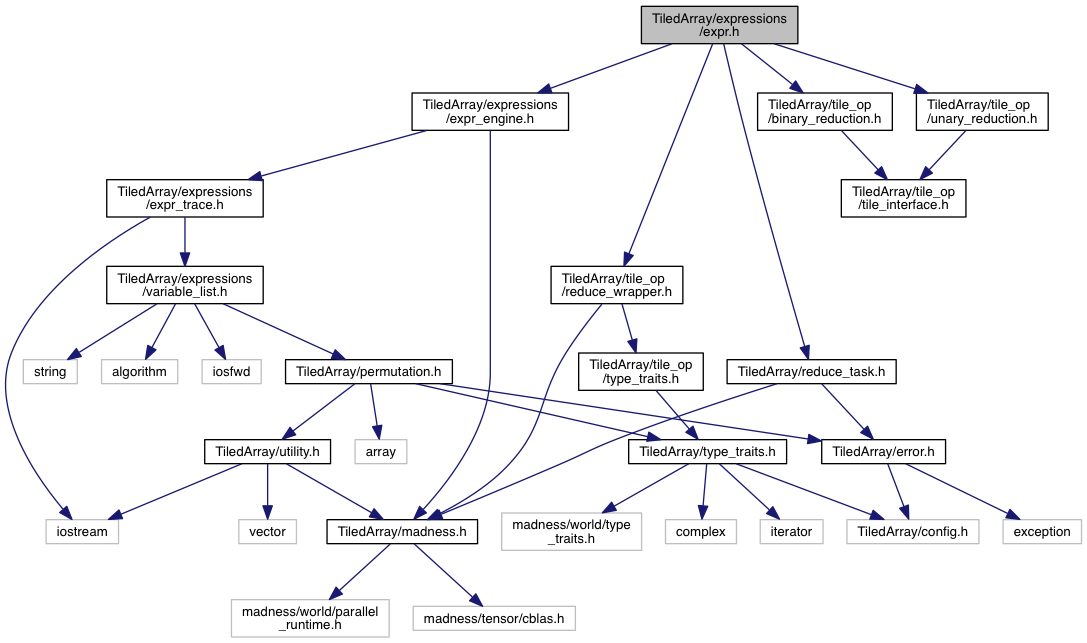 TiledArray/expressions
/expr.h
TiledArray/expressions
/expr_engine.h
TiledArray/tile_op
/binary_reduction.h
TiledArray/tile_op
/unary_reduction.h
TiledArray/expressions
/expr_trace.h
TiledArray/tile_op
/tile_interface.h
TiledArray/expressions
/variable_list.h
TiledArray/tile_op
/reduce_wrapper.h
string
algorithm
iosfwd
TiledArray/permutation.h
TiledArray/tile_op
/type_traits.h
TiledArray/reduce_task.h
TiledArray/utility.h
array
TiledArray/type_traits.h
TiledArray/error.h
iostream
vector
TiledArray/madness.h
madness/world/type
_traits.h
complex
iterator
TiledArray/config.h
exception
madness/world/parallel
_runtime.h
madness/tensor/cblas.h